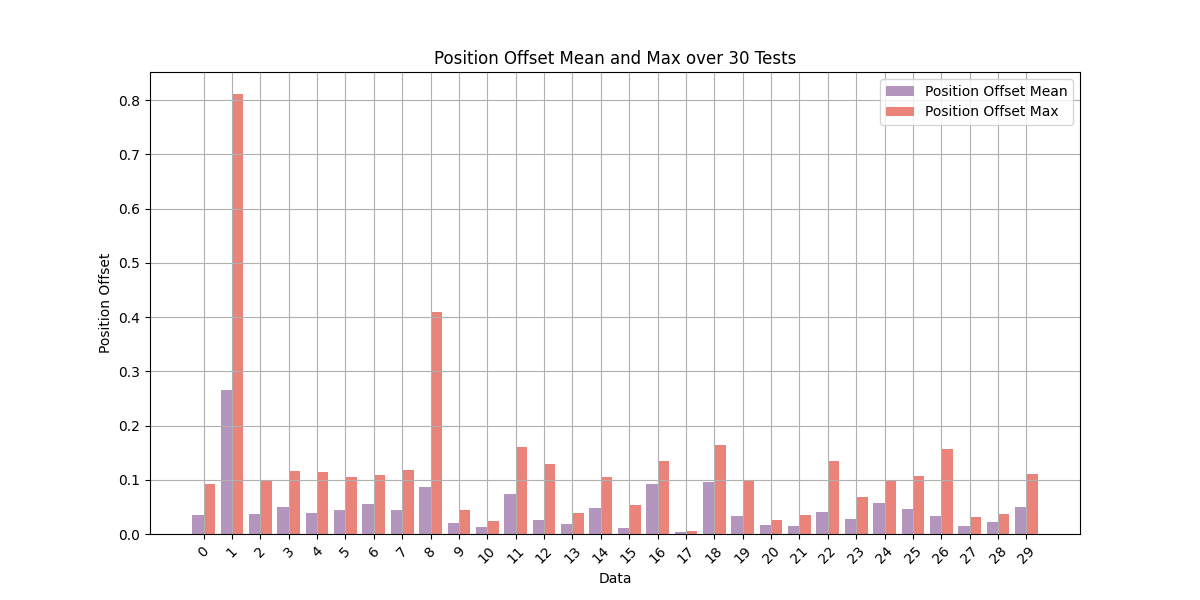 Position Offset Mean and Max over 30 Tests
Position Offset Mean
Position Offset Max
Position Offset
0.8
0.7
0.6
0.5
0.4
0.3
0.2
0.1
0.0
0 1 2 3 4 5 6 7 8 9 10 11 12 13 14 15 16 17 18 19 20 21 22 23 24 25 26 27 28 29
Data